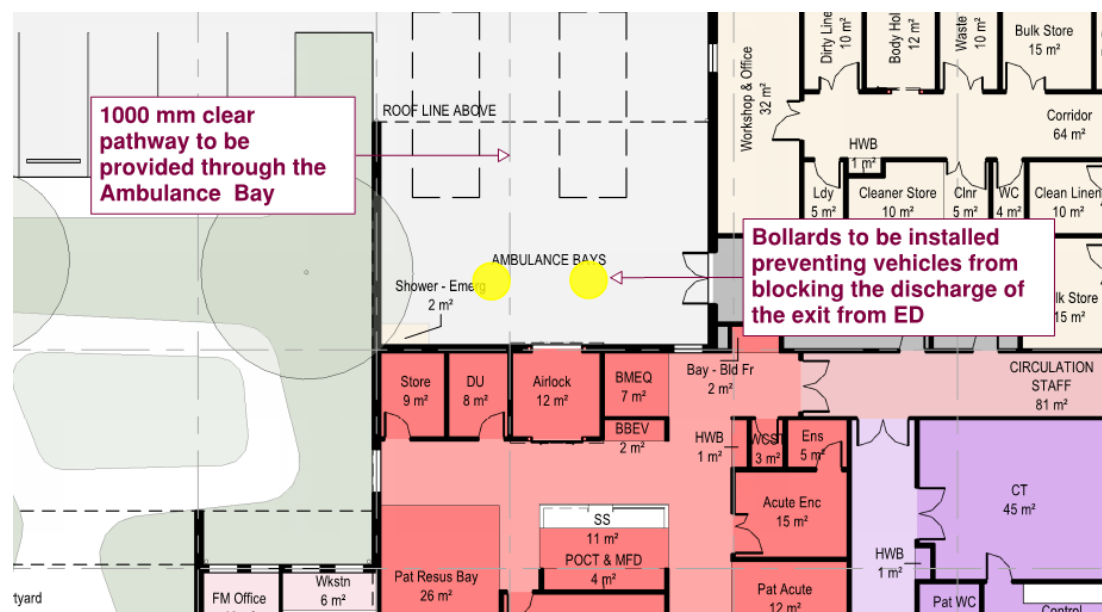 1000 mm clear
pathway to be
provided through the
Ambulance Bay
ROOF LINE ABOVE
Workshop & Office
32 m²
Dirty Line
10 m²
Body Hol
12 m²
Waste
10 m²
Bulk Store
15 m²
Corridor
64 m²
HWB
1 m²
Ldy
5 m²
Cleaner Store
10 m²
Clnr
5 m²
WC
4 m²
Clean Linen
10 m²
AMBULANCE BAYS
Shower - Emerg
2 m²
Bollards to be installed
preventing vehicles from
blocking the discharge of
the exit from ED
lk Store
15 m²
Store
9 m²
DU
8 m²
Airlock
12 m²
BMEQ
7 m²
Bay - Bld Fr
2 m²
CIRCULATION
STAFF
81 m²
BBEV
2 m²
HWB
1 m²
WCST
3 m²
Ens
5 m²
Acute Enc
15 m²
CT
45 m²
SS
11 m²
POCT & MFD
4 m²
HWB
1 m²
Pat Resus Bay
26 m²
Pat Acute
12 m²
Pat WC
Control
FM Office
Wkstn
6 m²
tyard